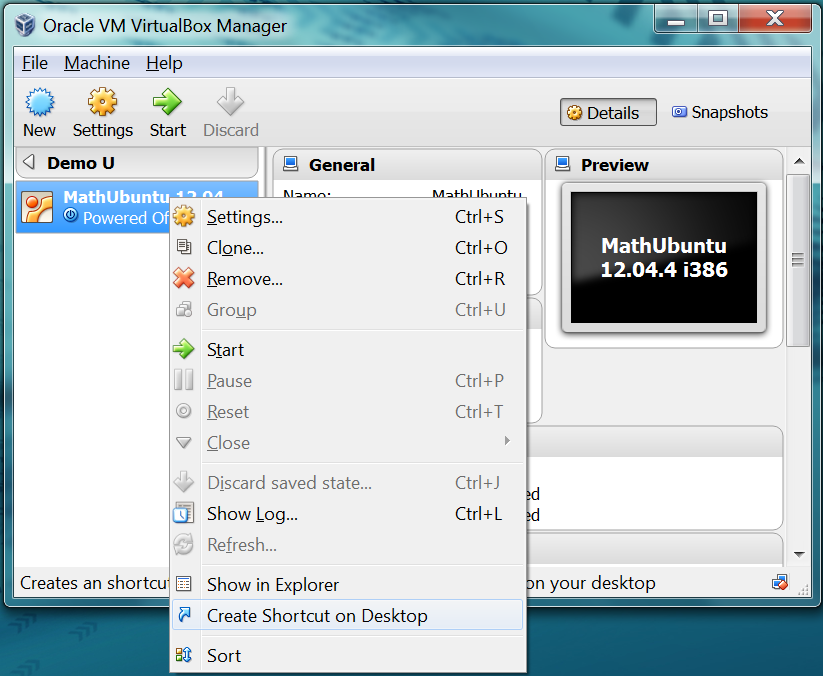 Oracle VM VirtualBox Manager
File Machine Help
New Settings Start Discard Details Snapshots
Demo U
MathUbuntu 12.04
Powered Of
General
Name: MathUbuntu
Preview
MathUbuntu
12.04.4 i386
Settings... Ctrl+S
Clone... Ctrl+O
Remove... Ctrl+R
Group Ctrl+U
Start
Pause Ctrl+P
Reset Ctrl+T
Close
Discard saved state... Ctrl+J
Show Log... Ctrl+L
Refresh...
Show in Explorer
Create Shortcut on Desktop
Sort
ed
ed
Creates an shortcut on your desktop